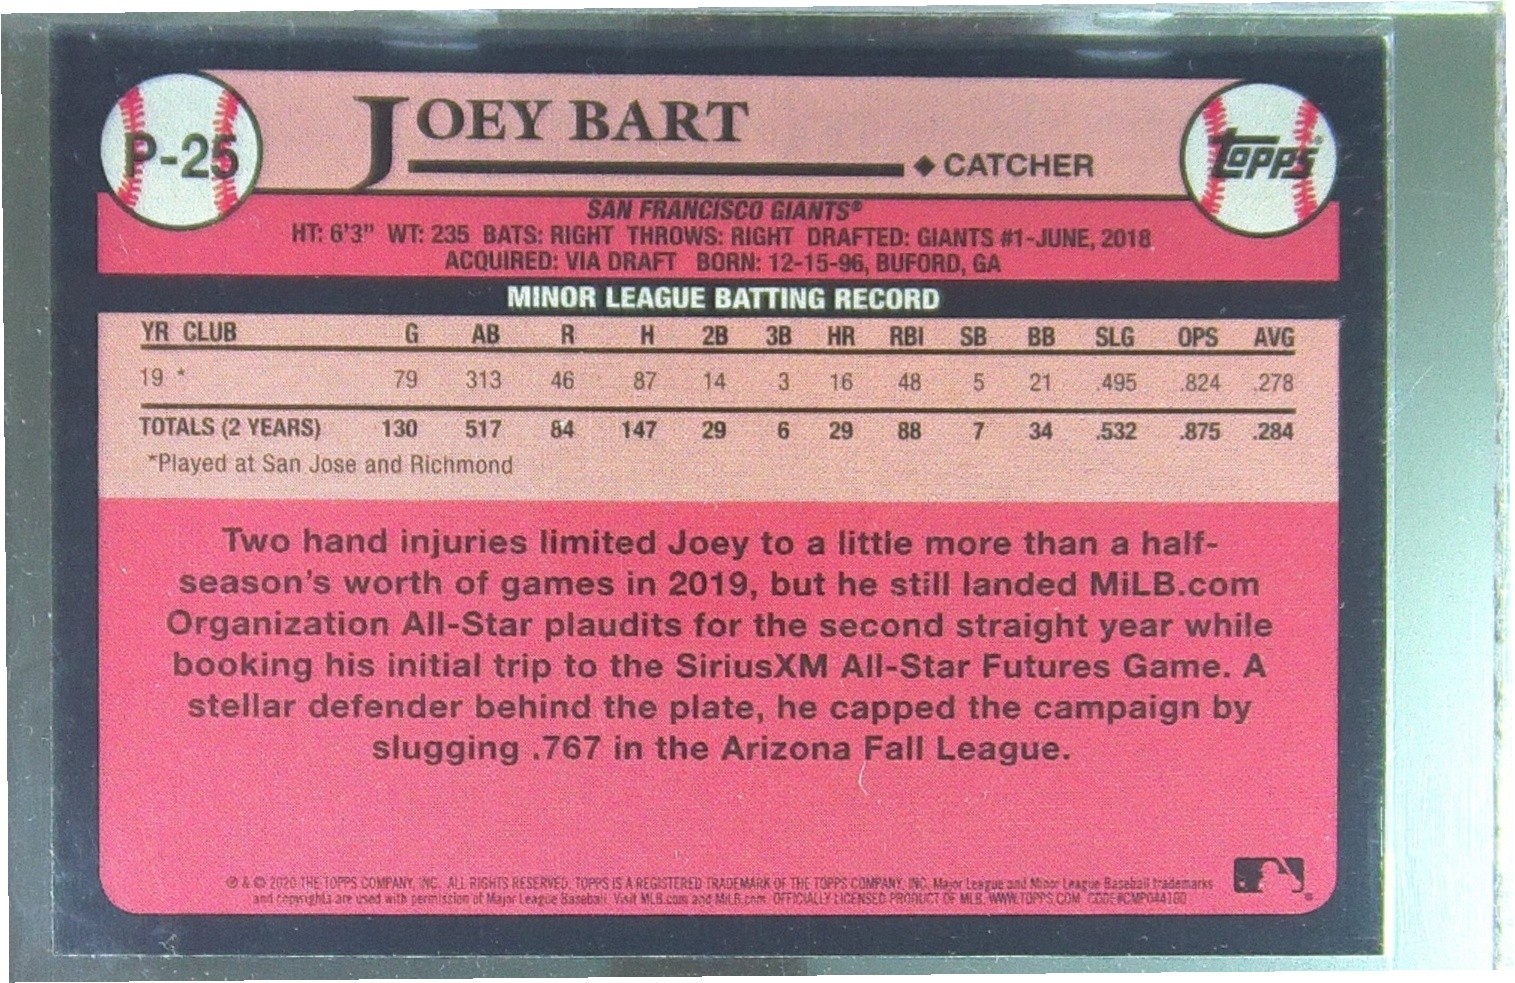 P-25
JOEY BART
◆ CATCHER
Topps®
SAN FRANCISCO GIANTS®
HT: 6'3" WT: 235 BATS: RIGHT THROWS: RIGHT DRAFTED: GIANTS #1-JUNE, 2018
ACQUIRED: VIA DRAFT BORN: 12-15-96, BUFORD, GA
MINOR LEAGUE BATTING RECORD
YR CLUB G AB R H 2B 3B HR RBI SB BB SLG OPS AVG
19 * 79 313 46 87 14 3 16 48 5 21 .495 .824 .278
TOTALS (2 YEARS) 130 517 84 147 29 6 29 88 7 34 .532 .875 .284
*Played at San Jose and Richmond
Two hand injuries limited Joey to a little more than a half-
season's worth of games in 2019, but he still landed MiLB.com
Organization All-Star plaudits for the second straight year while
booking his initial trip to the SiriusXM All-Star Futures Game. A
stellar defender behind the plate, he capped the campaign by
slugging .767 in the Arizona Fall League.
℗ & © 2020 THE TOPPS COMPANY, INC. ALL RIGHTS RESERVED. TOPPS IS A REGISTERED TRADEMARK OF THE TOPPS COMPANY, INC. Major League and Minor League Baseball trademarks
and copyrights are used with permission of Major League Baseball. Visit MLB.com and MiLB.com. OFFICIALLY LICENSED PRODUCT OF MLB. WWW.TOPPS.COM CODE#CMP044180